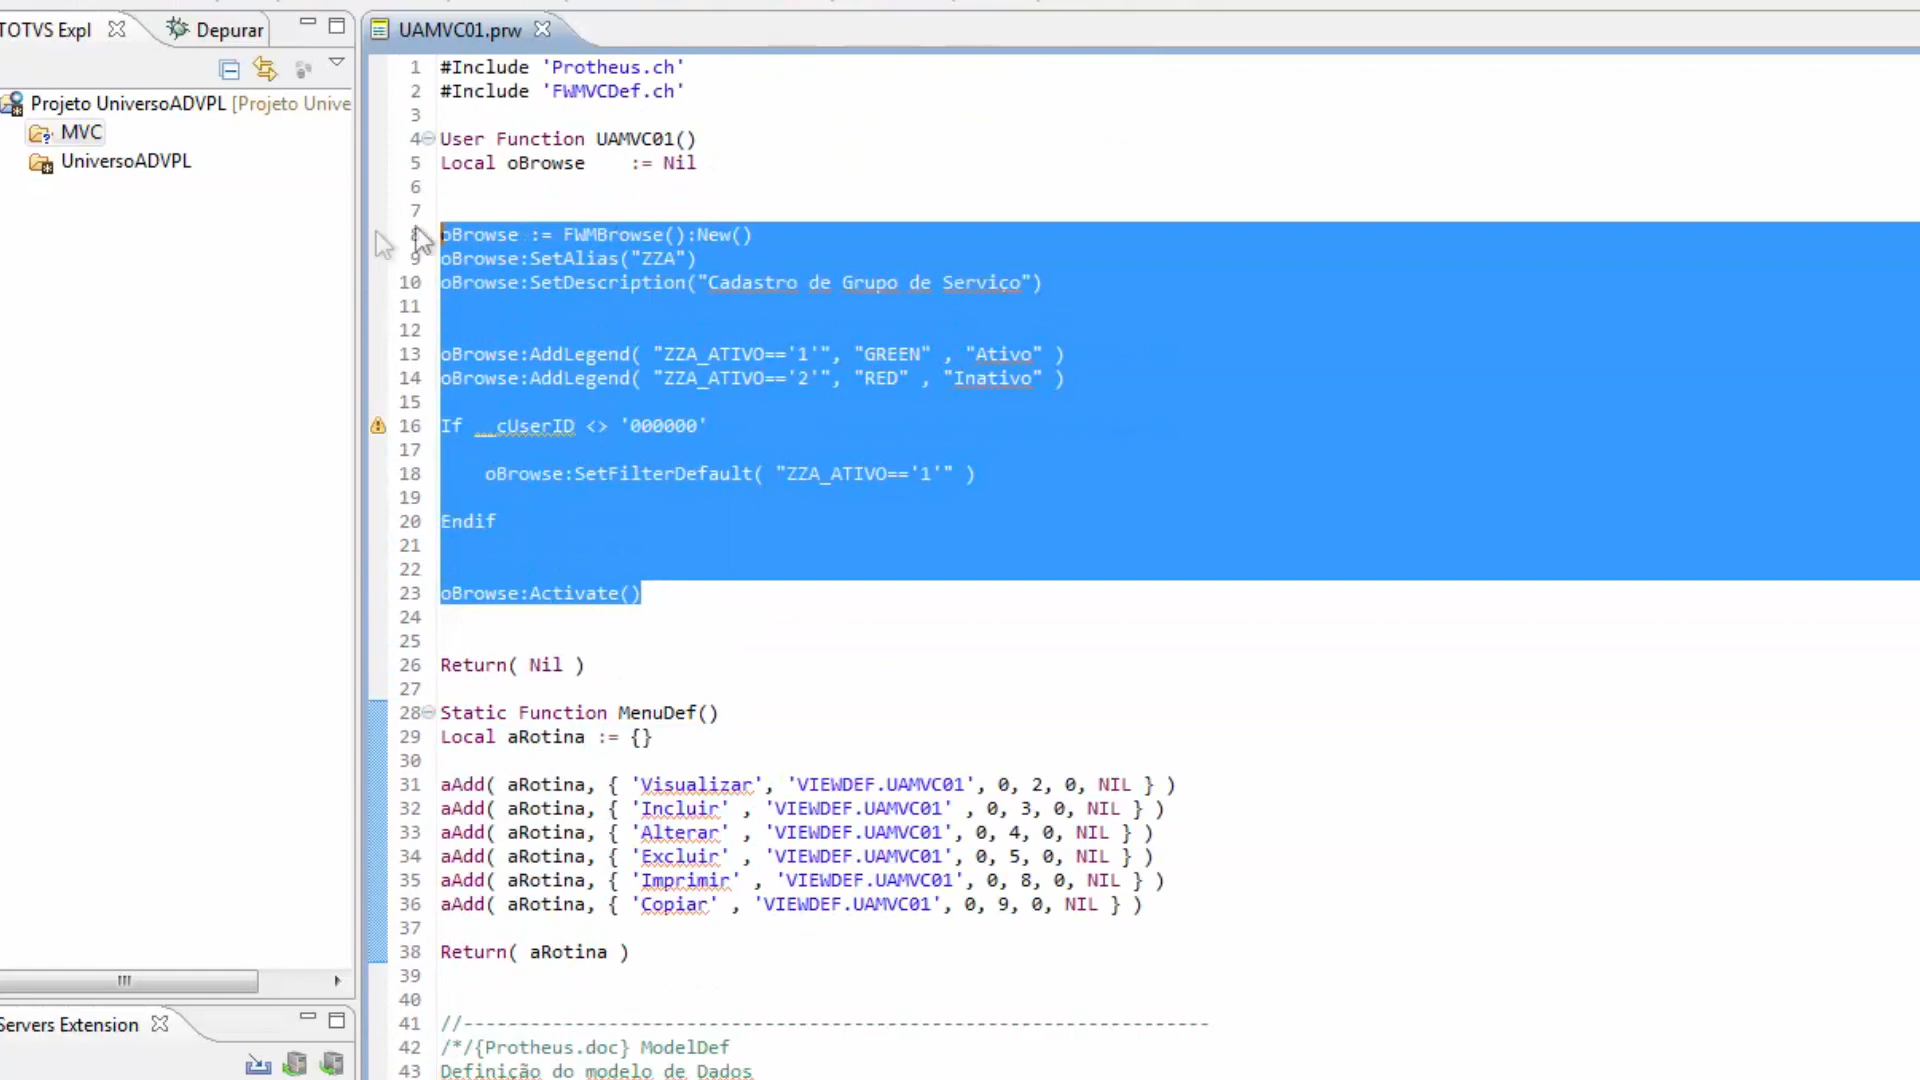 TOTVS Expl
Depurar
UAMVC01.prw
Projeto UniversoADVPL [Projeto Unive
MVC
UniversoADVPL
1 #Include 'Protheus.ch'
2 #Include 'FWMVCDef.ch'
3
4 User Function UAMVC01()
5 Local oBrowse := Nil
6
7
8 oBrowse := FWMBrowse():New()
9 oBrowse:SetAlias("ZZA")
10 oBrowse:SetDescription("Cadastro de Grupo de Serviço")
11
12
13 oBrowse:AddLegend( "ZZA_ATIVO=='1'", "GREEN" , "Ativo" )
14 oBrowse:AddLegend( "ZZA_ATIVO=='2'", "RED" , "Inativo" )
15
16 If __cUserID <> '000000'
17
18 oBrowse:SetFilterDefault( "ZZA_ATIVO=='1'" )
19
20 Endif
21
22
23 oBrowse:Activate()
24
25
26 Return( Nil )
27
28 Static Function MenuDef()
29 Local aRotina := {}
30
31 aAdd( aRotina, { 'Visualizar', 'VIEWDEF.UAMVC01', 0, 2, 0, NIL } )
32 aAdd( aRotina, { 'Incluir' , 'VIEWDEF.UAMVC01' , 0, 3, 0, NIL } )
33 aAdd( aRotina, { 'Alterar' , 'VIEWDEF.UAMVC01', 0, 4, 0, NIL } )
34 aAdd( aRotina, { 'Excluir' , 'VIEWDEF.UAMVC01', 0, 5, 0, NIL } )
35 aAdd( aRotina, { 'Imprimir' , 'VIEWDEF.UAMVC01', 0, 8, 0, NIL } )
36 aAdd( aRotina, { 'Copiar' , 'VIEWDEF.UAMVC01', 0, 9, 0, NIL } )
37
38 Return( aRotina )
39
40
41 //-------------------------------------------------------------------
42 /*/{Protheus.doc} ModelDef
43 Definição do modelo de Dados
Servers Extension